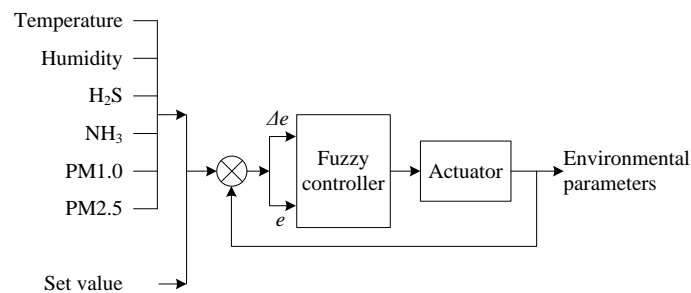 Temperature
Humidity
H₂S
NH₃
PM1.0
PM2.5
Set value
Δe
e
Fuzzy
controller
Actuator
Environmental
parameters